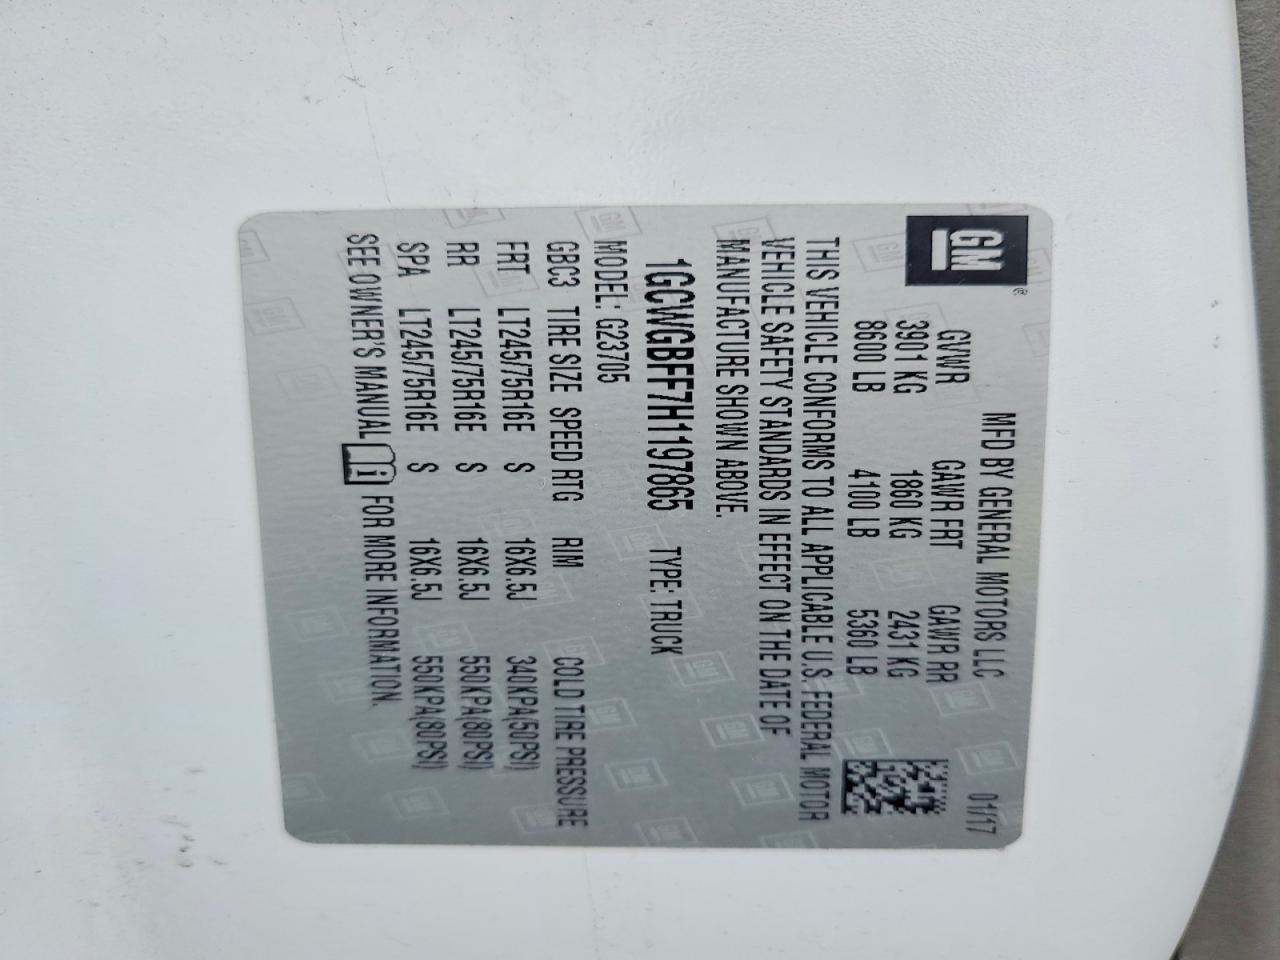 GM®
MFD BY GENERAL MOTORS LLC 01/17
GVWR GAWR FRT GAWR RR
3901 KG 1860 KG 2431 KG
8600 LB 4100 LB 5360 LB
THIS VEHICLE CONFORMS TO ALL APPLICABLE U.S. FEDERAL MOTOR
VEHICLE SAFETY STANDARDS IN EFFECT ON THE DATE OF
MANUFACTURE SHOWN ABOVE.
1GCWGBFF7H1197865 TYPE: TRUCK
MODEL: G23705
GBC3 TIRE SIZE SPEED RTG RIM COLD TIRE PRESSURE
FRT LT245/75R16E S 16X6.5J 340KPA(50PSI)
RR LT245/75R16E S 16X6.5J 550KPA(80PSI)
SPA LT245/75R16E S 16X6.5J 550KPA(80PSI)
SEE OWNER'S MANUAL FOR MORE INFORMATION.